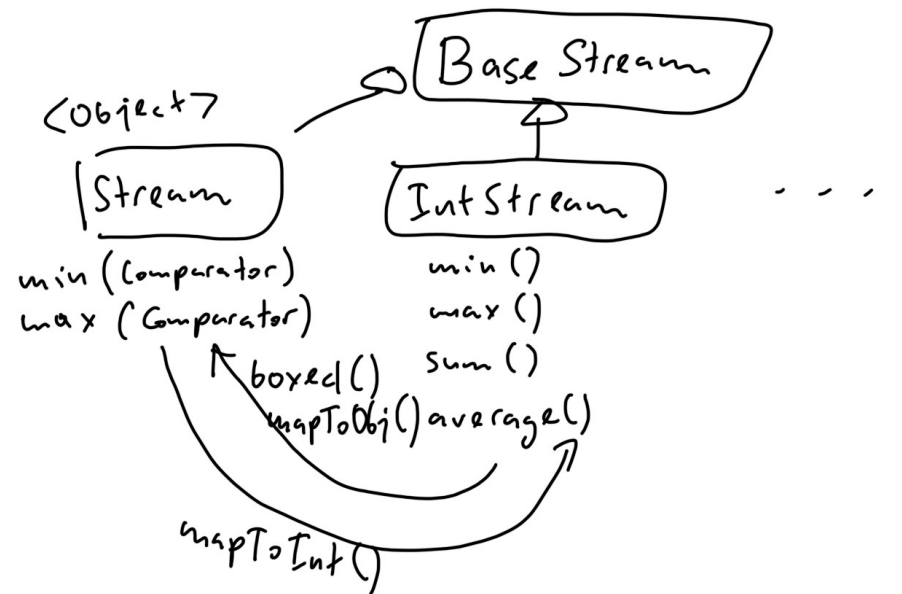 Base Stream
<Object>
Stream
IntStream
. . .
min (Comparator)
max (Comparator)
min ()
max ()
sum ()
average ()
boxed ()
mapToObj ()
mapToInt ()